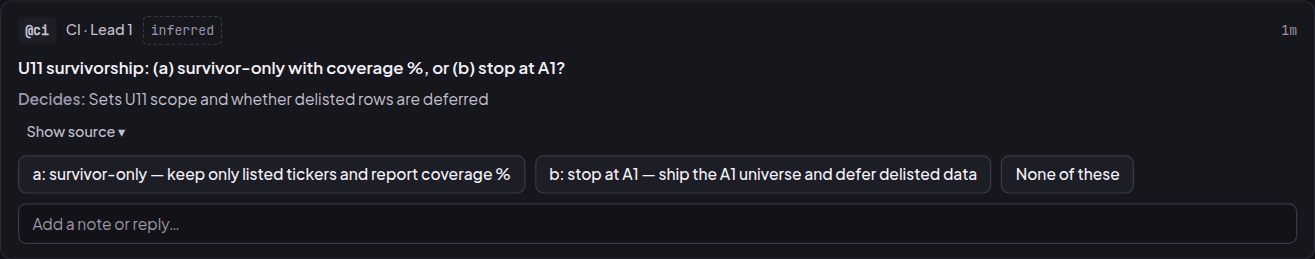 @ci CI · Lead 1 inferred 1m
U11 survivorship: (a) survivor-only with coverage %, or (b) stop at A1?
Decides: Sets U11 scope and whether delisted rows are deferred
Show source ▾
a: survivor-only — keep only listed tickers and report coverage % b: stop at A1 — ship the A1 universe and defer delisted data None of these
Add a note or reply...